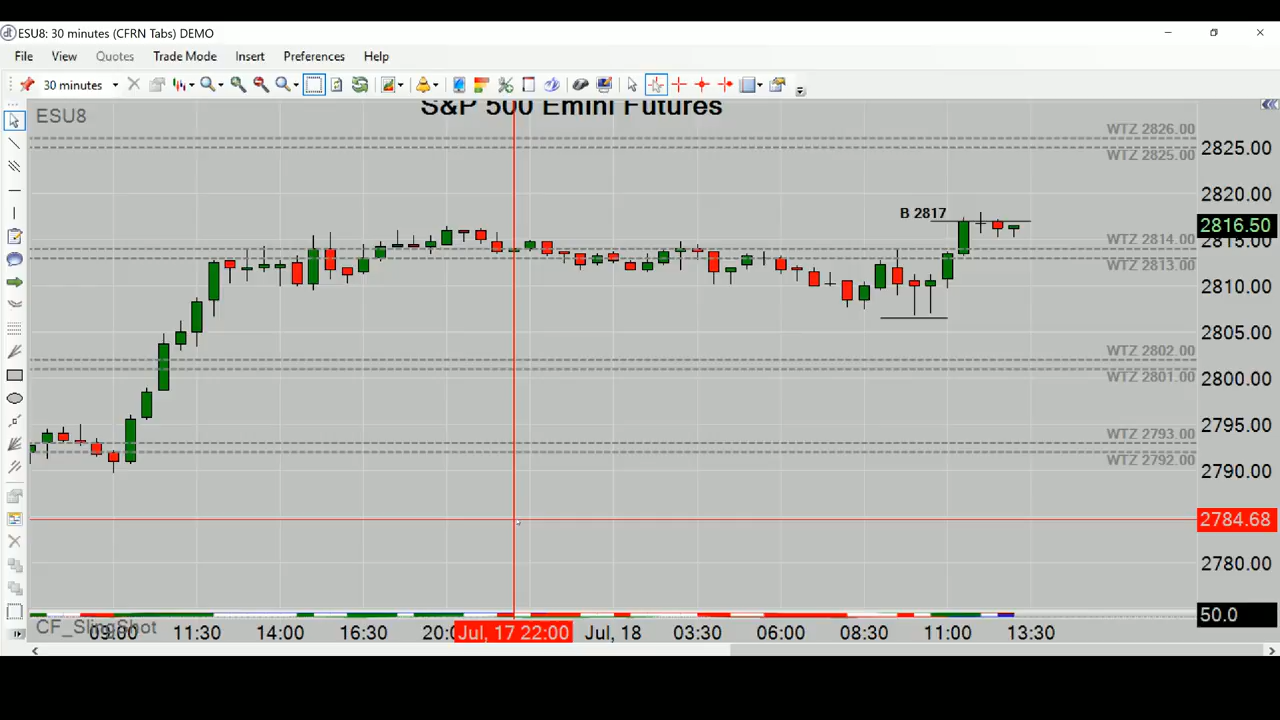 ESU8: 30 minutes (CFRN Tabs) DEMO
File View Quotes Trade Mode Insert Preferences Help
30 minutes
S&P 500 Emini Futures
ESU8
WTZ 2826.00
2825.00
WTZ 2825.00
2820.00
B 2817
2816.50
WTZ 2814.00
2815.00
WTZ 2813.00
2810.00
2805.00
WTZ 2802.00
WTZ 2801.00
2800.00
2795.00
WTZ 2793.00
WTZ 2792.00
2790.00
2784.68
2780.00
50.0
CF_SlingShot
09:00 11:30 14:00 16:30 20:0 Jul, 17 22:00 Jul, 18 03:30 06:00 08:30 11:00 13:30